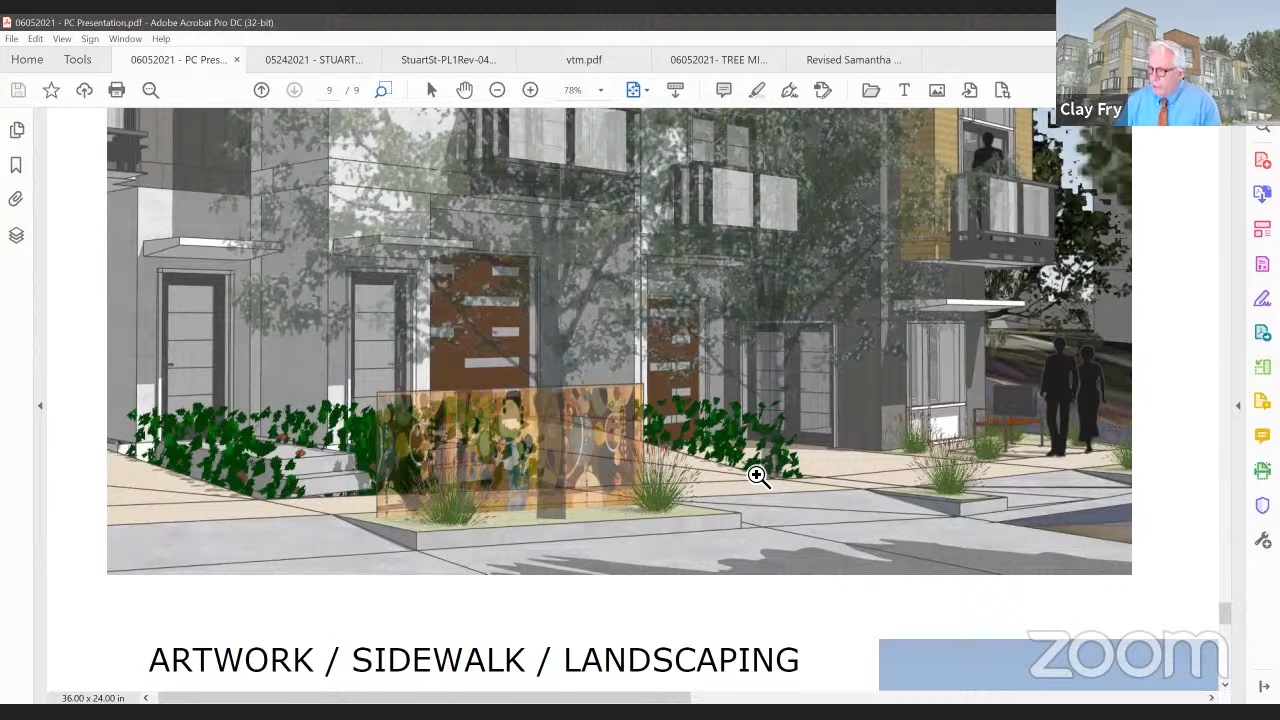 06052021 - PC Presentation.pdf - Adobe Acrobat Pro DC (32-bit)
File Edit View Sign Window Help
Home Tools 06052021 - PC Pres... × 05242021 - STUART... StuartSt-PL1R1-04... vtm.pdf 06052021- TREE MI... Revised Samantha ...
9 / 9 78%
Clay Fry
ARTWORK / SIDEWALK / LANDSCAPING
zoom
36.00 x 24.00 in